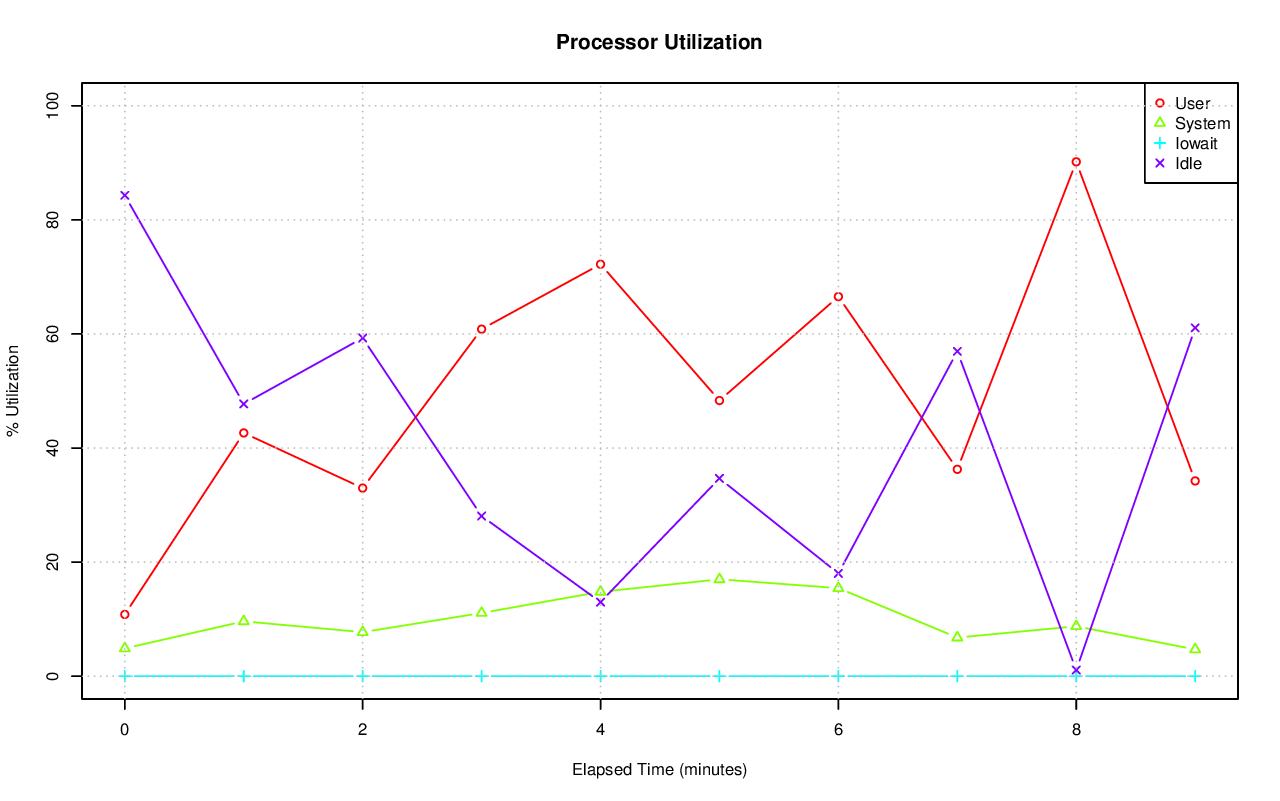 Processor Utilization
% Utilization
100
80
60
40
20
0
User
System
Iowait
Idle
0 2 4 6 8
Elapsed Time (minutes)